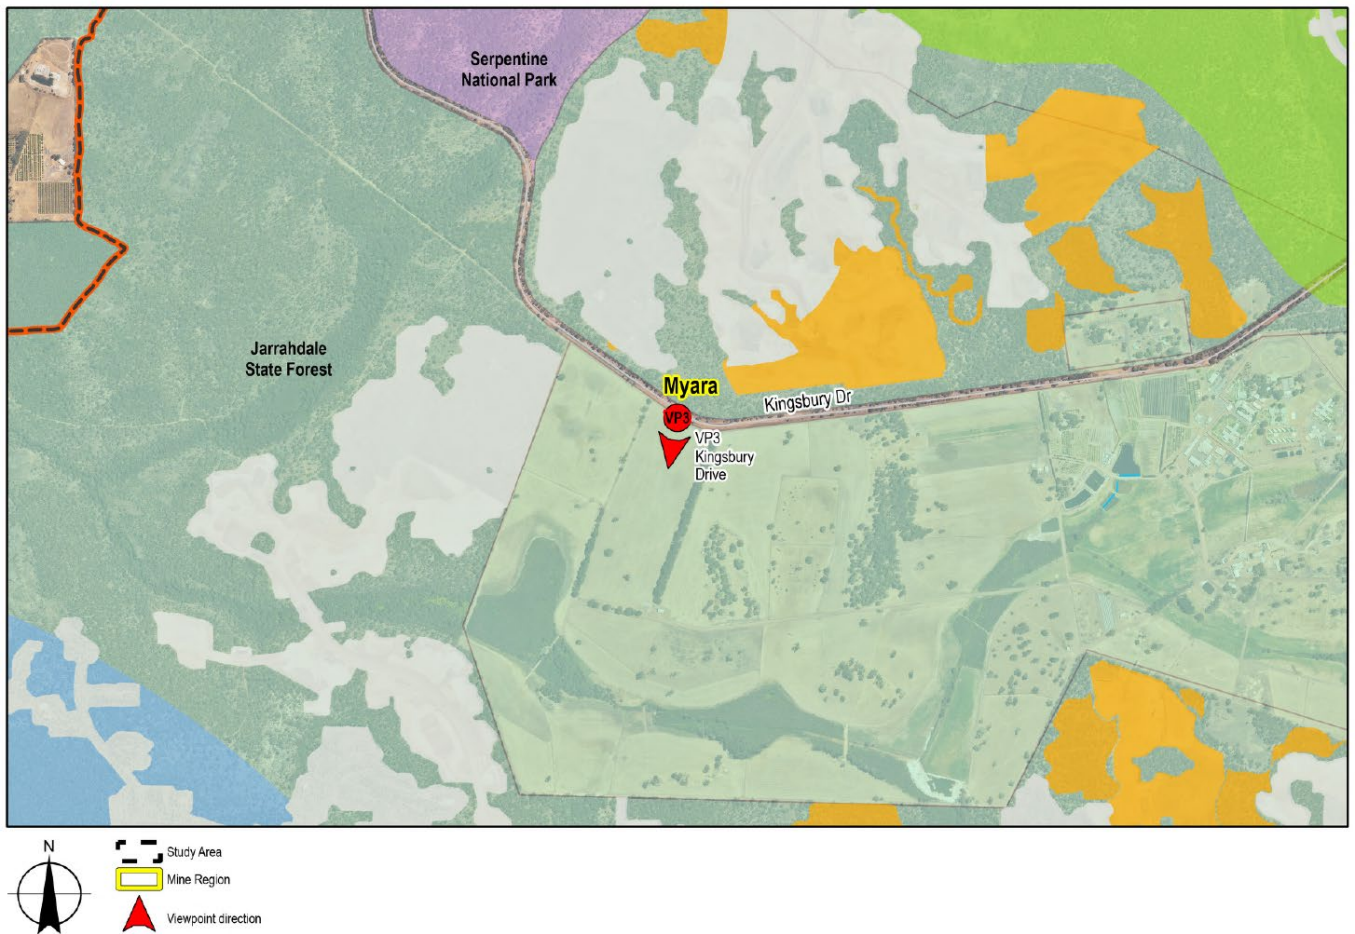 Serpentine
National Park
Jarrahdale
State Forest
Myara
Kingsbury Dr
VP3
VP3
Kingsbury
Drive
N
Study Area
Mine Region
Viewpoint direction